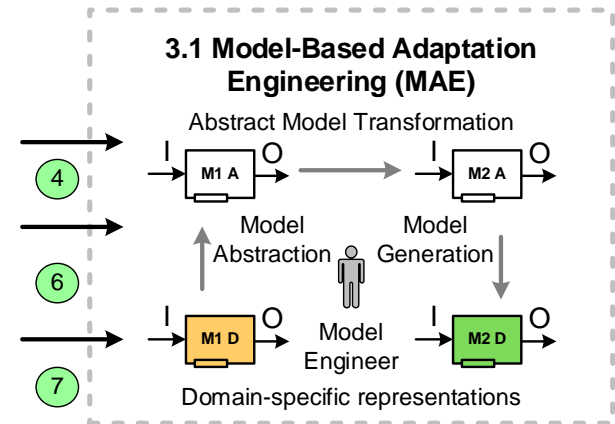 3.1 Model-Based Adaptation
Engineering (MAE)
Abstract Model Transformation
I
M1 A
O
I
M2 A
O
4
Model
Abstraction
Model
Generation
6
I
M1 D
O
Model
Engineer
I
M2 D
O
7
Domain-specific representations